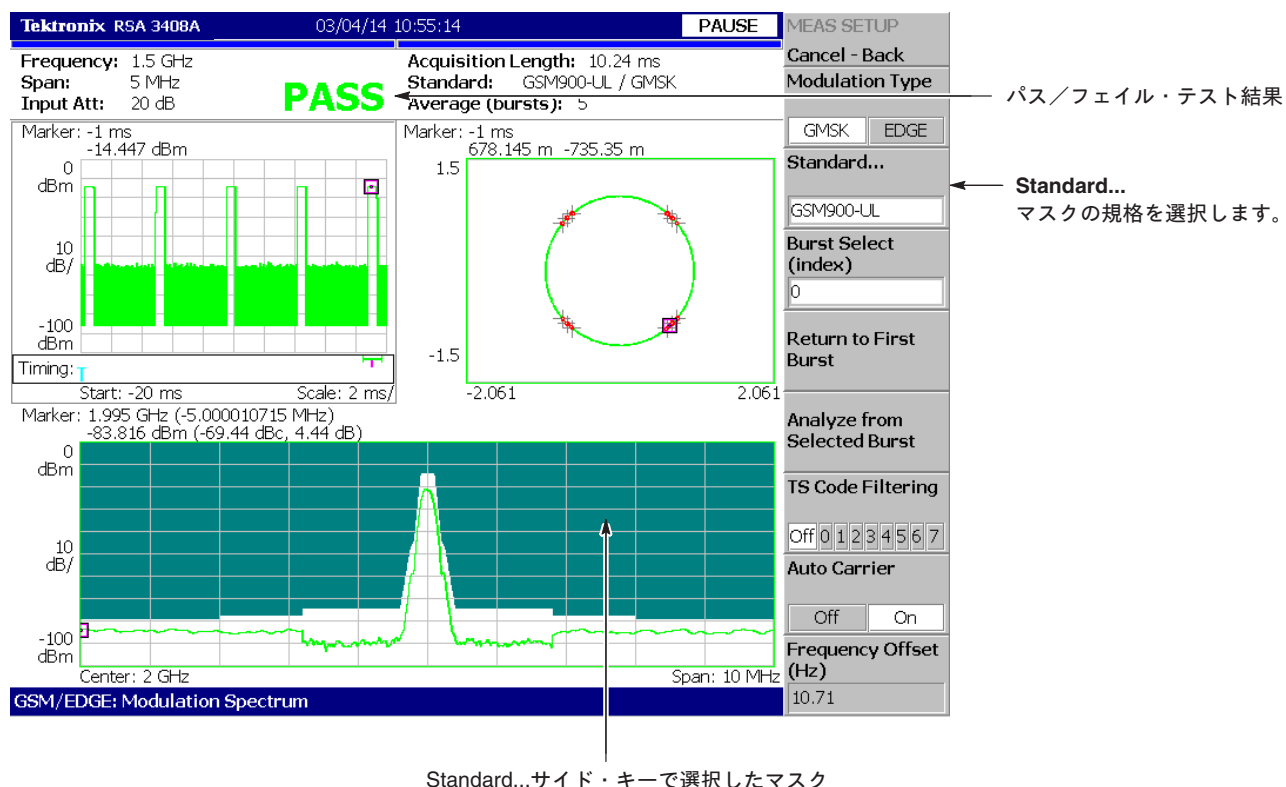 Tektronix RSA 3408A 03/04/14 10:55:14 PAUSE
Frequency: 1.5 GHz
Span: 5 MHz
Input Att: 20 dB
PASS
Acquisition Length: 10.24 ms
Standard: GSM900-UL / GMSK
Average (bursts): 5
Marker: -1 ms
-14.447 dBm
0
dBm
10
dB/
-100
dBm
Timing:
T
Start: -20 ms Scale: 2 ms/
Marker: -1 ms
678.145 m -735.35 m
1.5
-1.5
-2.061 2.061
Marker: 1.995 GHz (-5.000010715 MHz)
-83.816 dBm (-69.44 dBc, 4.44 dB)
0
dBm
10
dB/
-100
dBm
Center: 2 GHz Span: 10 MHz
GSM/EDGE: Modulation Spectrum
MEAS SETUP
Cancel - Back
Modulation Type
GMSK EDGE
Standard...
GSM900-UL
Burst Select
(index)
0
Return to First
Burst
Analyze from
Selected Burst
TS Code Filtering
Off 0 1 2 3 4 5 6 7
Auto Carrier
Off On
Frequency Offset
(Hz)
10.71
パス／フェイル・テスト結果
Standard...
マスクの規格を選択します。
Standard...サイド・キーで選択したマスク